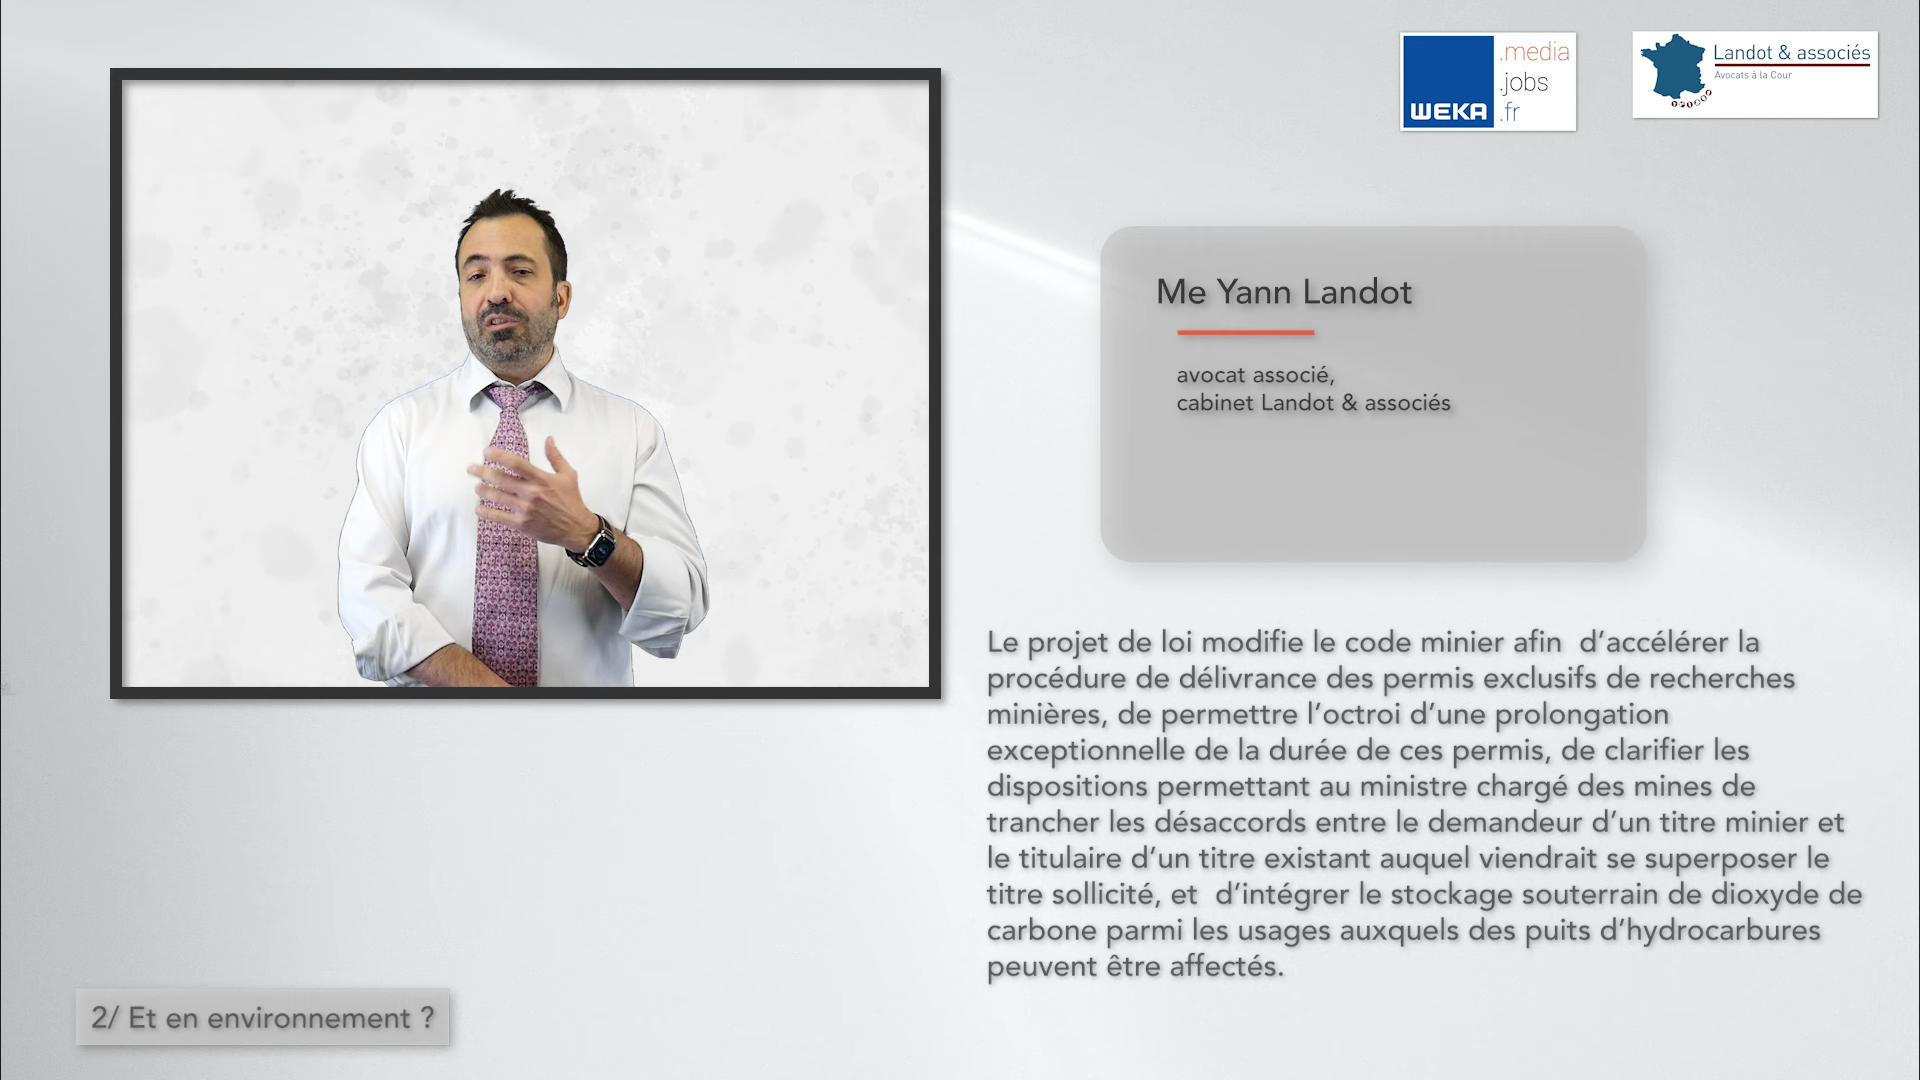 .media
.jobs
WEKA .fr
Landot & associés
Avocats à la Cour
Me Yann Landot
avocat associé,
cabinet Landot & associés
Le projet de loi modifie le code minier afin  d’accélérer la
procédure de délivrance des permis exclusifs de recherches
minières, de permettre l’octroi d’une prolongation
exceptionnelle de la durée de ces permis, de clarifier les
dispositions permettant au ministre chargé des mines de
trancher les désaccords entre le demandeur d’un titre minier et
le titulaire d’un titre existant auquel viendrait se superposer le
titre sollicité, et  d’intégrer le stockage souterrain de dioxyde de
carbone parmi les usages auxquels des puits d’hydrocarbures
peuvent être affectés.
2/ Et en environnement ?